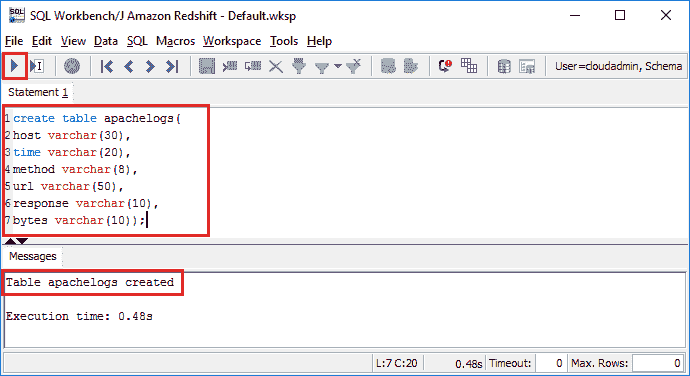 SQL Workbench/J Amazon Redshift - Default.wksp
File Edit View Data SQL Macros Workspace Tools Help
User=cloudadmin, Schema
Statement 1
1 create table apachelogs(
2 host varchar(30),
3 time varchar(20),
4 method varchar(8),
5 url varchar(50),
6 response varchar(10),
7 bytes varchar(10));
Messages
Table apachelogs created
Execution time: 0.48s
L:7 C:20 0.48s Timeout: 0 Max. Rows: 0